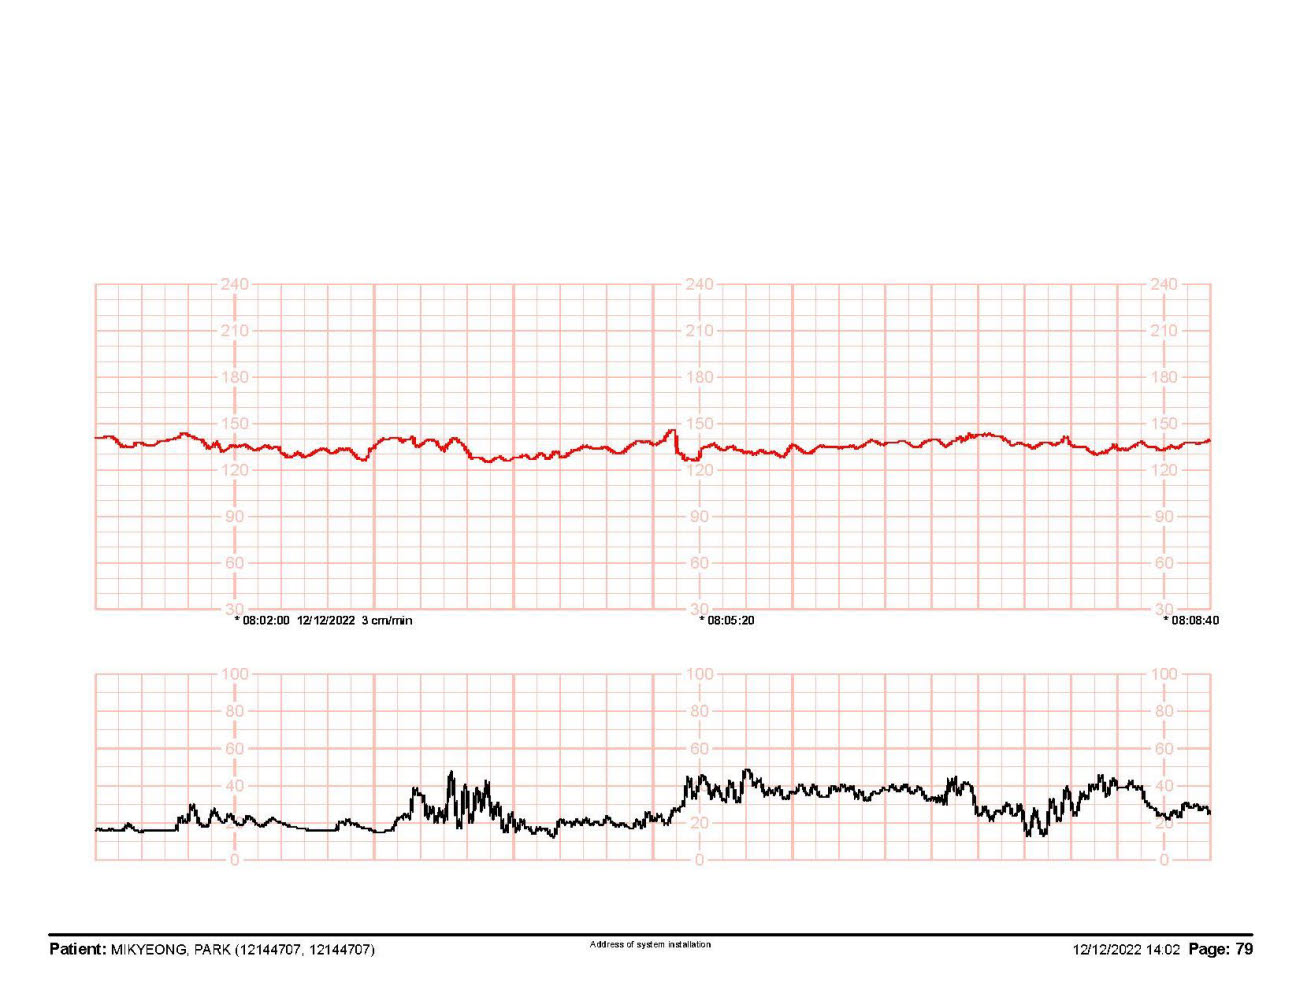 240 240 240
210 210 210
180 180 180
150 150 150
120 120 120
90 90 90
60 60 60
30 30 30
* 08:02:00 12/12/2022 3 cm/min * 08:05:20 * 08:08:40
100 100 100
80 80 80
60 60 60
40 40 40
20 20 20
0 0 0
Patient: MIKYEONG, PARK (12144707, 12144707) Address of system installation 12/12/2022 14:02 Page: 79